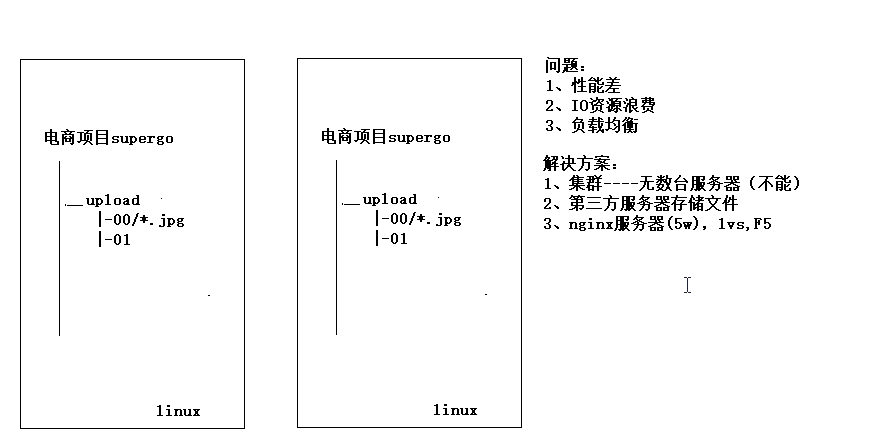 电商项目supergo
upload
|-00/*.jpg
|-01
linux
电商项目supergo
upload
|-00/*.jpg
|-01
linux
问题：
1、性能差
2、IO资源浪费
3、负载均衡
解决方案：
1、集群----无数台服务器（不能）
2、第三方服务器存储文件
3、nginx服务器(5w)，lvs,F5